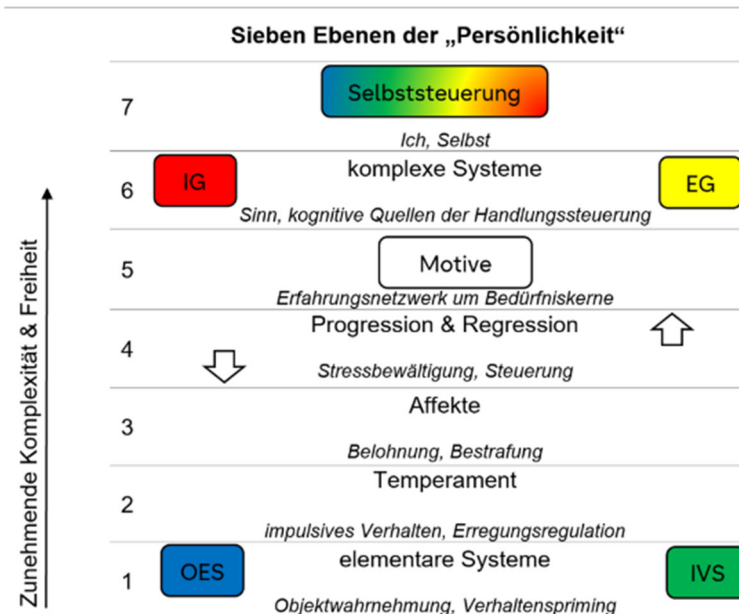 Sieben Ebenen der „Persönlichkeit“
7
Selbststeuerung
Ich, Selbst
6
IG
komplexe Systeme
EG
Sinn, kognitive Quellen der Handlungssteuerung
5
Motive
Erfahrungsnetzwerk um Bedürfniskerne
4
Progression & Regression
Stressbewältigung, Steuerung
3
Affekte
Belohnung, Bestrafung
2
Temperament
impulsives Verhalten, Erregungsregulation
1
OES
elementare Systeme
IVS
Objektwahrnehmung, Verhaltenspriming
Zunehmende Komplexität & Freiheit